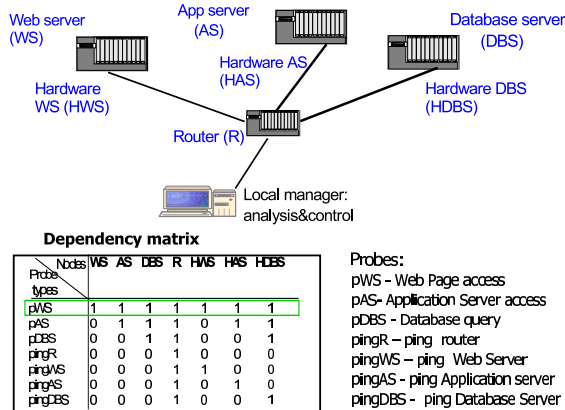 Web server
(WS)
App server
(AS)
Database server
(DBS)
Hardware
WS (HWS)
Hardware AS
(HAS)
Hardware DBS
(HDBS)
Router (R)
Local manager:
analysis&control
Dependency matrix
Nodes WS AS DBS R HWS HAS HDBS
Probe
types
pWS 1 1 1 1 1 1 1
pAS 0 1 1 1 0 1 1
pDBS 0 0 1 1 0 0 1
pingR 0 0 0 1 0 0 0
pingWS 0 0 0 1 1 0 0
pingAS 0 0 0 1 0 1 0
pingDBS 0 0 0 1 0 0 1
Probes:
pWS - Web Page access
pAS- Application Server access
pDBS - Database query
pingR – ping router
pingWS – ping Web Server
pingAS - ping Application server
pingDBS - ping Database Server